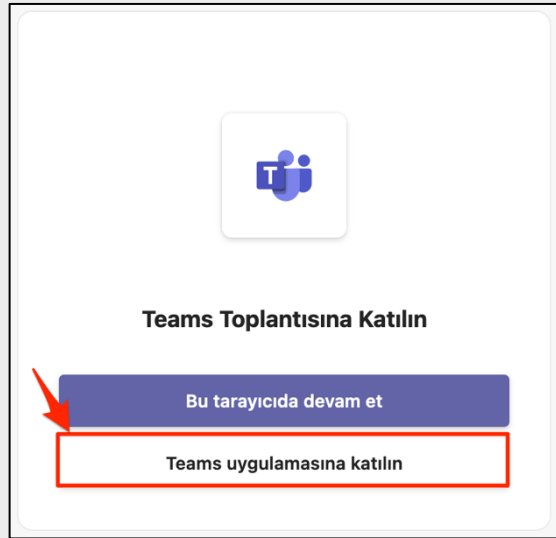 T
Teams Toplantısına Katılın
Bu tarayıcıda devam et
Teams uygulamasına katılın